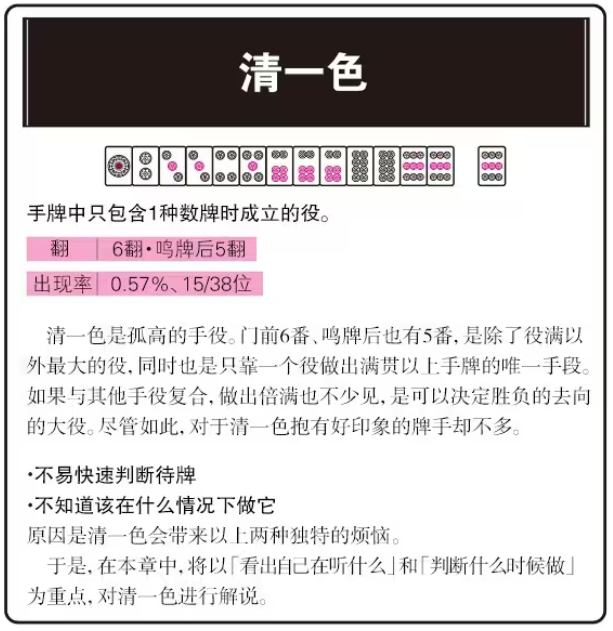 清一色
手牌中只包含1种数牌时成立的役。
翻 6翻·鸣牌后5翻
出现率 0.57%、15/38位
清一色是孤高的手役。门前6番、鸣牌后也有5番，是除了役满以
外最大的役，同时也是只靠一个役做出满贯以上手牌的唯一手段。
如果与其他手役复合，做出倍满也不少见，是可以决定胜负的去向
的大役。尽管如此，对于清一色抱有好印象的牌手却不多。
·不易快速判断待牌
·不知道该在什么情况下做它
原因是清一色会带来以上两种独特的烦恼。
于是，在本章中，将以「看出自己在听什么」和「判断什么时候做」
为重点，对清一色进行解说。